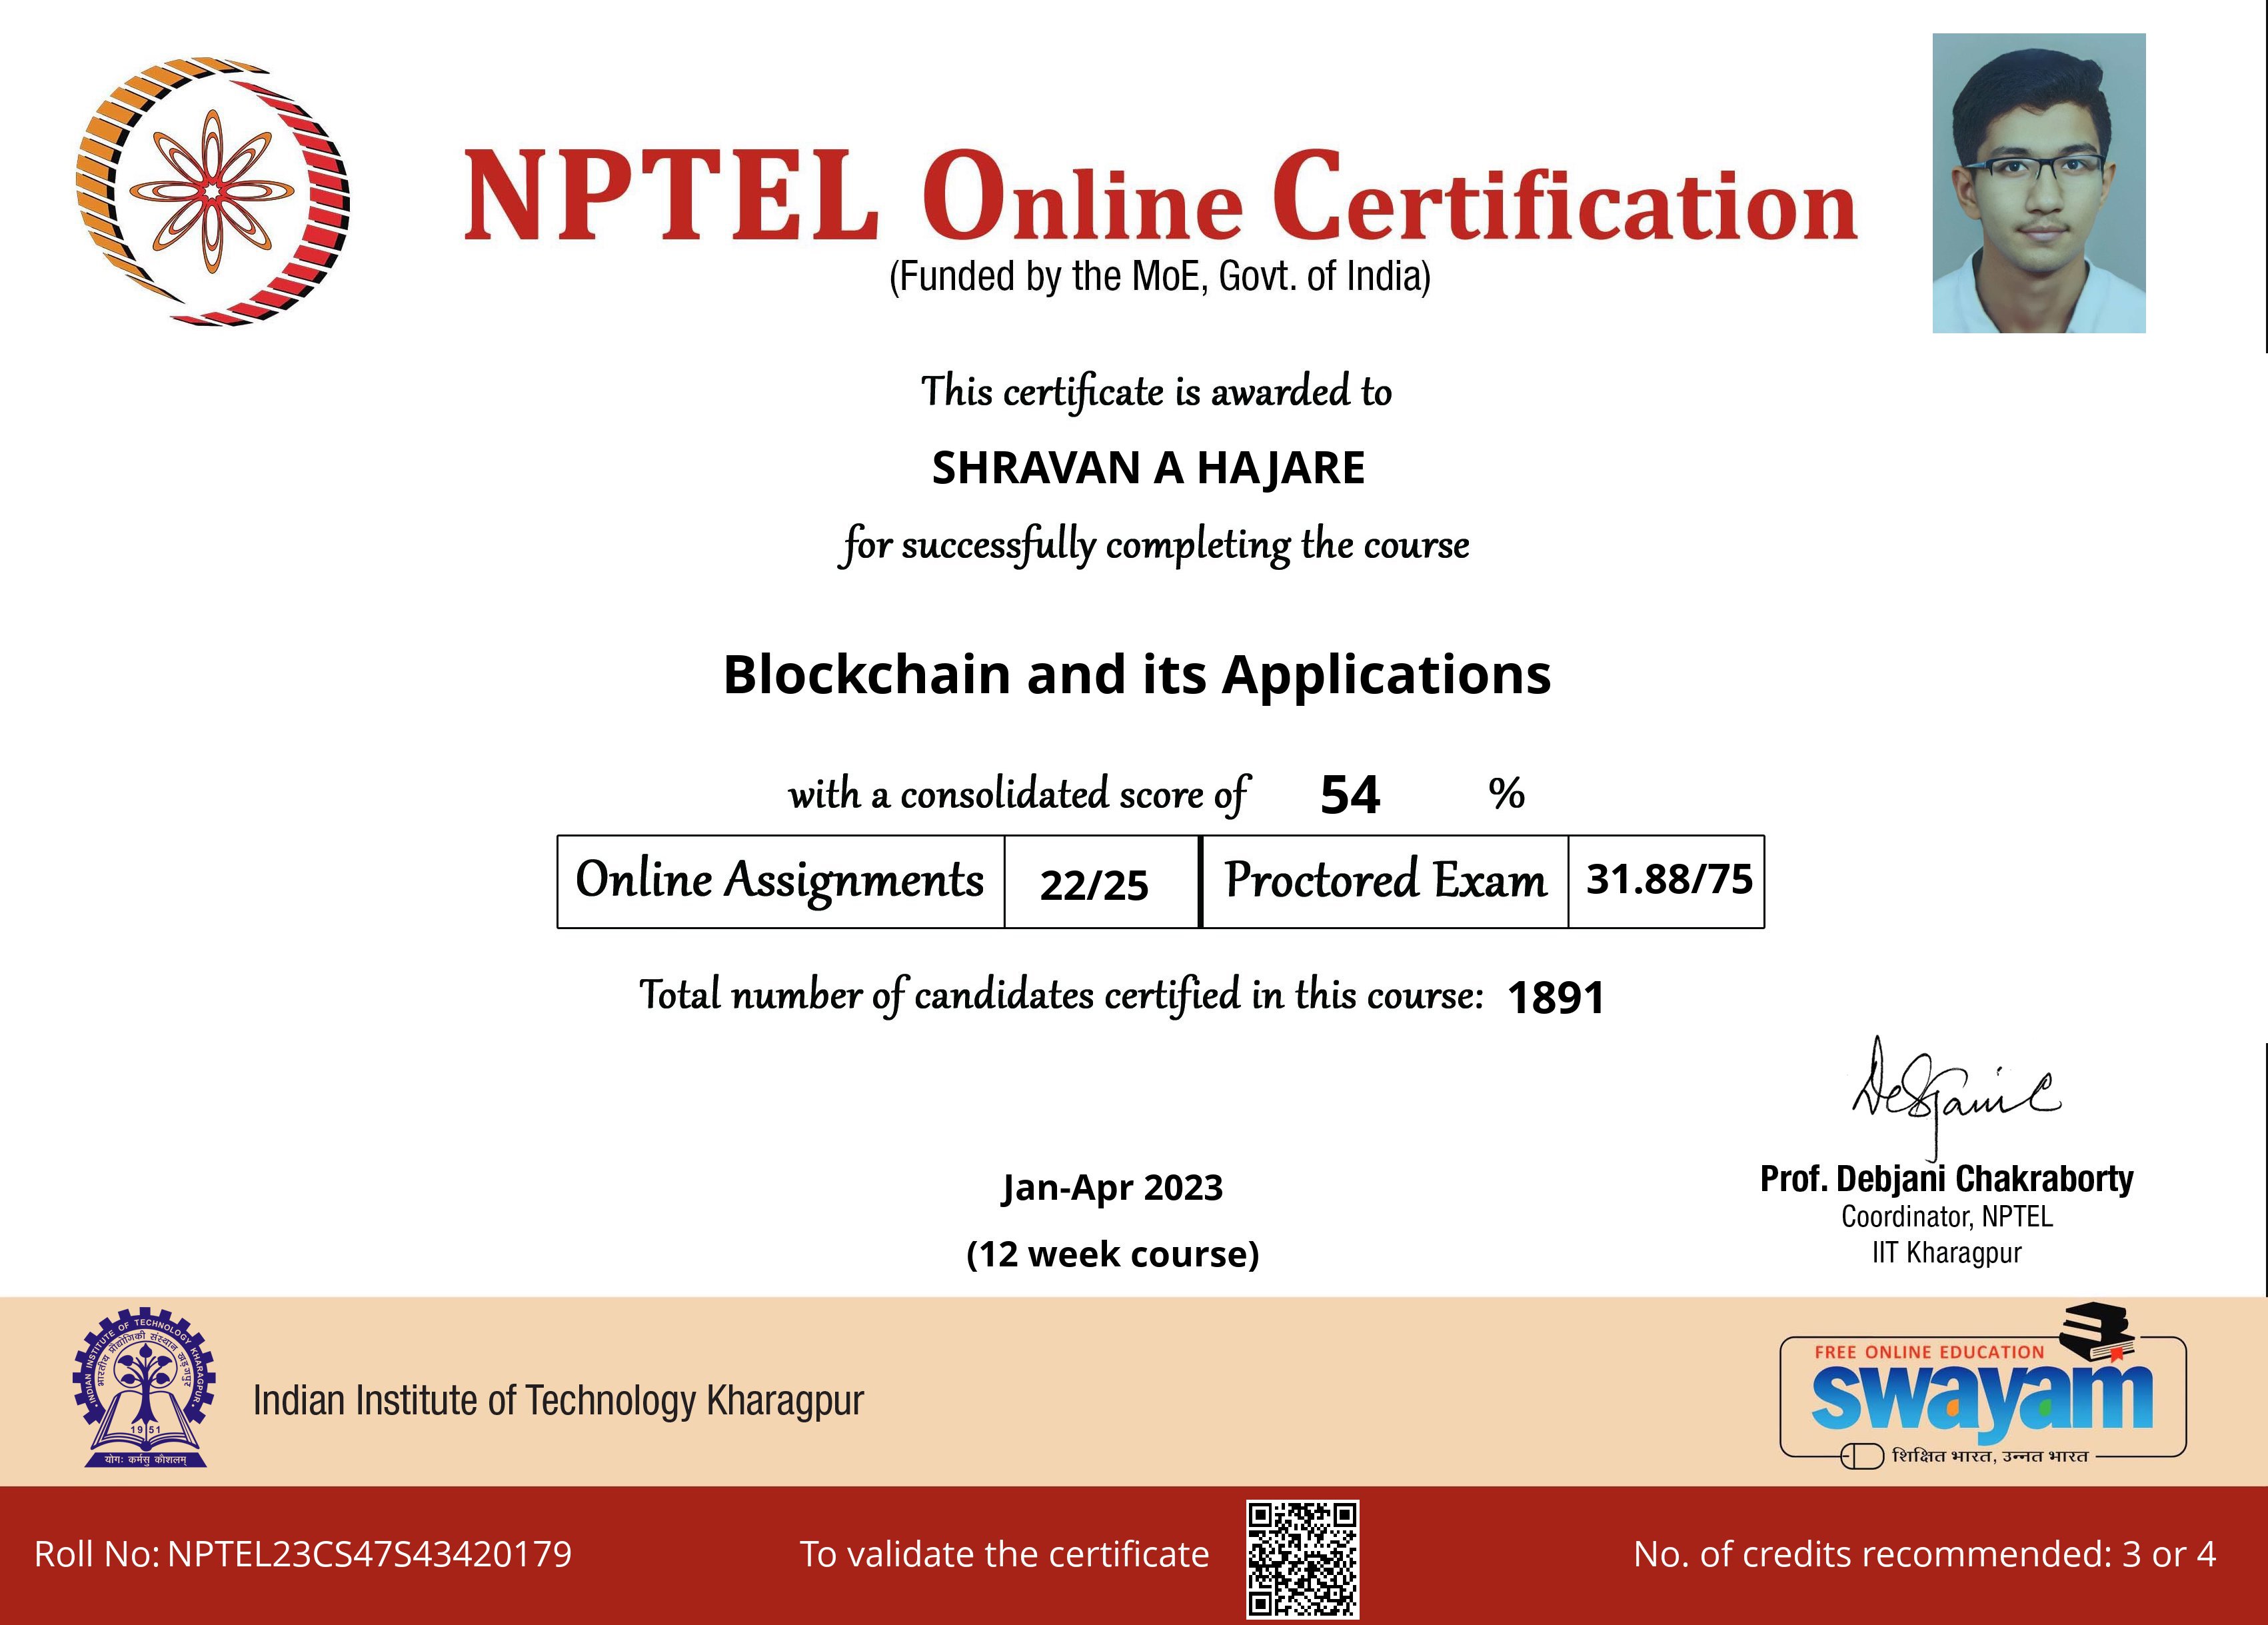 NPTEL Online Certification
(Funded by the MoE, Govt. of India)
This certificate is awarded to
SHRAVAN A HAJARE
for successfully completing the course
Blockchain and its Applications
with a consolidated score of 54 %
Online Assignments 22/25 Proctored Exam 31.88/75
Total number of candidates certified in this course: 1891
Jan-Apr 2023
(12 week course)
Prof. Debjani Chakraborty
Coordinator, NPTEL
IIT Kharagpur
INDIAN INSTITUTE OF TECHNOLOGY KHARAGPUR
भारतीय प्रौद्योगिकी संस्थान खड़गपुर
1951
योगः कर्मसु कौशलम्
Indian Institute of Technology Kharagpur
FREE ONLINE EDUCATION
swayam
शिक्षित भारत, उन्नत भारत
Roll No: NPTEL23CS47S43420179
To validate the certificate
No. of credits recommended: 3 or 4